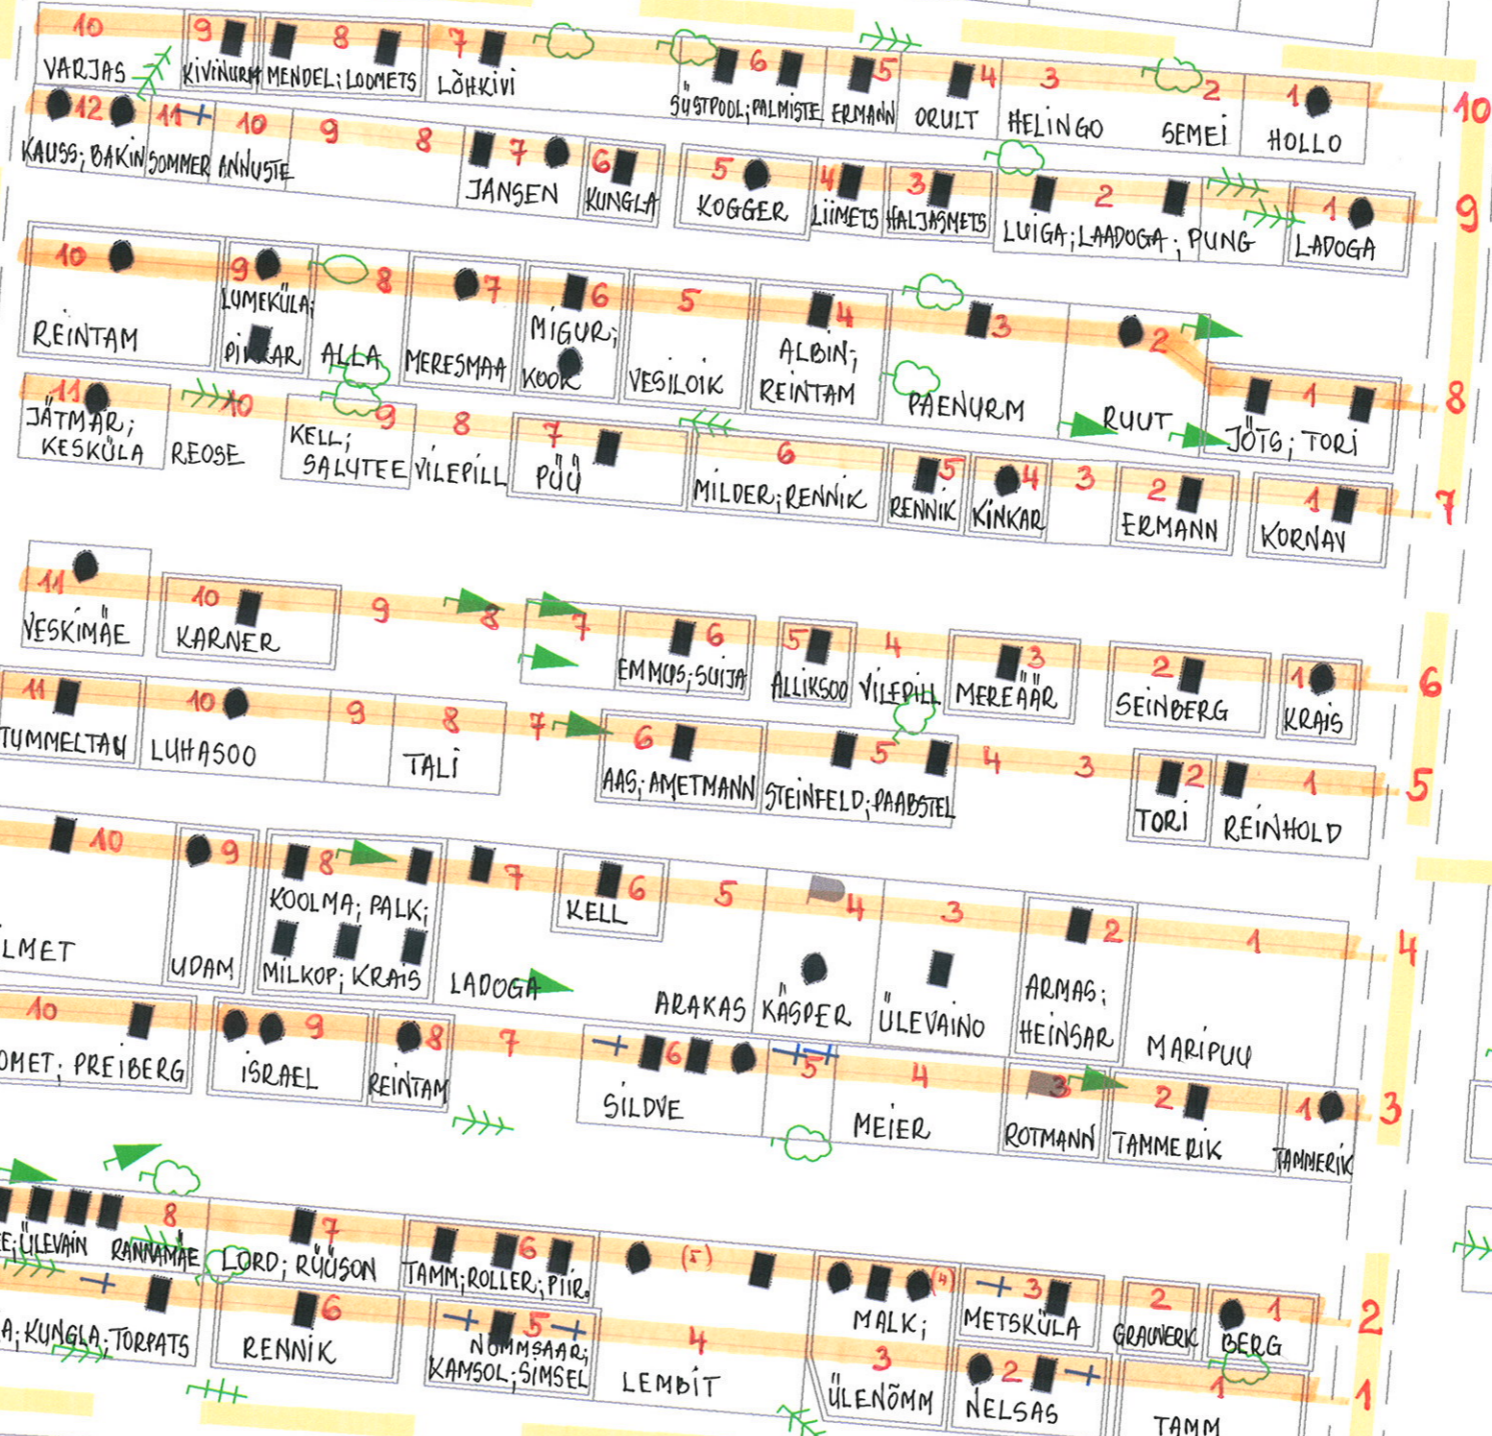 10 9 8 7 6 5 4 3 2 1 10
VARJAS KIVINURM MENDEL; LOOMETS LÕHKIVI SÜSTPOOL; PALMISTE ERMANN ORULT HELINGO SEMEI HOLLO
12 11 10 9 8 7 6 5 4 3 2 1 9
KAUSS; BAKIN SOMMER ANNUSTE JANSEN KUNGLA KOGGER LIIMETS HALJASMETS LUIGA; LAADOGA; PUNG LADOGA
10 9 8 7 6 5 4 3 2 1 8
LUMEKÜLA; MIGUR; ALBIN;
REINTAM ALLA MERESMAA KOOK VESILOIK REINTAM PAENURM RUUT JÖTS; TORI
11 10 9 8 7 6 5 4 3 2 1 7
JÄTMAR; KELL;
KESKÜLA REOSE SALUTEE VILEPILL PÜÜ MILDER; RENNIK RENNIK KINKAR ERMANN KORNAV
11 10 9 8 7 6 5 4 3 2 1 6
VESKIMÄE KARNER EMMUS; SUIJA ALLIKSOO VILEPILL MEREÄÄR SEINBERG KRAIS
11 10 9 8 7 6 5 4 3 2 1 5
TUMMELTAU LUHASOO TALI AAS; AMETMANN STEINFELD; PAABSTEL TORI REINHOLD
10 9 8 7 6 5 4 3 2 1 4
KOOLMA; PALK; KELL ARMAS;
LMET UDAM MILKOP; KRAIS LADOGA ARAKAS KÄSPER ÜLEVAINO HEINSAR MARIPUU
10 9 8 7 6 5 4 3 2 1 3
OMET; PREIBERG ISRAEL REINTAM SILDVE MEIER ROTMANN TAMMERIK TAMMERIK
8 7 6 (5) (4) 3 2 1 2
E; ÜLEVAIN RANNAMÄE LORD; RÜÜSON TAMM; ROLLER; PIIR. MALK; METSKÜLA GRAUVERK BERG
6 5 4 3 2 1 1
NÕMMSAAR;
A; KUNGLA; TORPATS RENNIK KAMSOL; SIMSEL LEMBIT ÜLENÕMM NELSAS TAMM